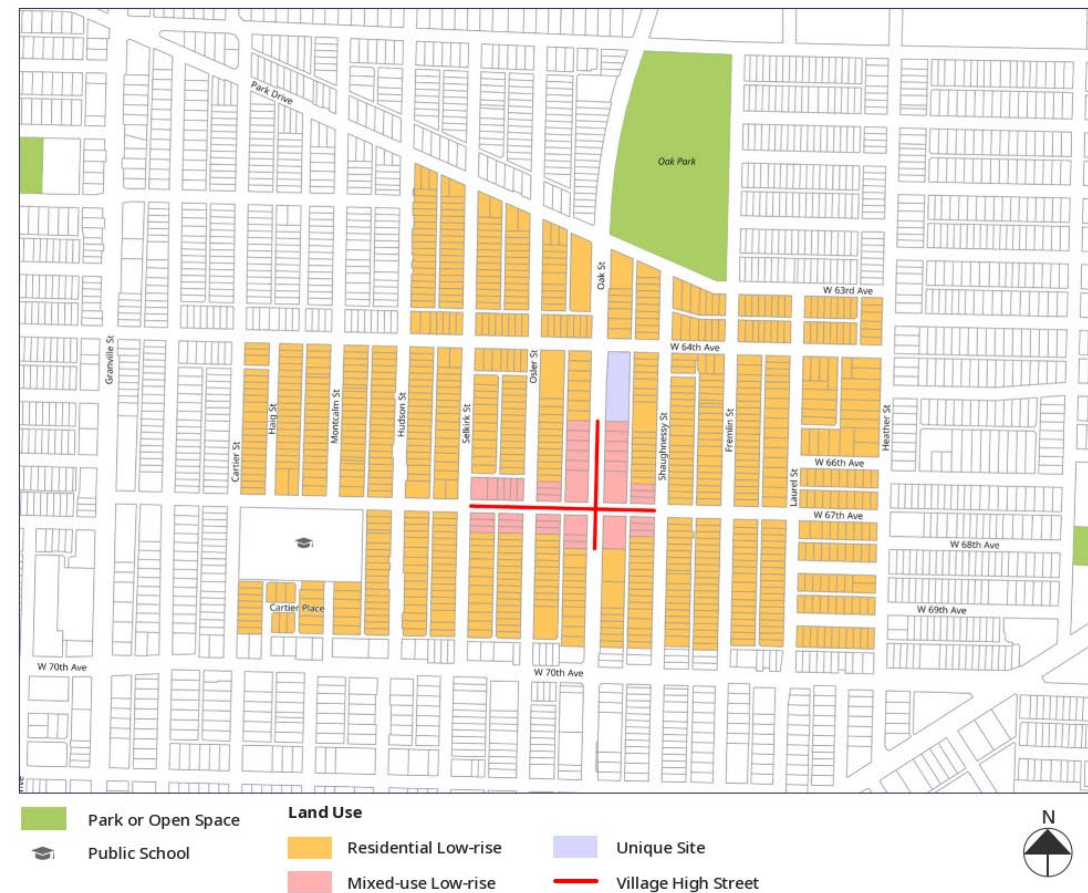 Park Drive
Oak Park
Oak St
W 63rd Ave
W 64th Ave
Granville St
Osler St
Haig St
Montcalm St
Hudson St
Selkirk St
Cartier St
Shaughnessy St
Fremlin St
Heather St
Laurel St
W 66th Ave
W 67th Ave
W 68th Ave
Cartier Place
W 69th Ave
W 70th Ave
W 70th Ave
Park or Open Space
Public School
Land Use
Residential Low-rise
Mixed-use Low-rise
Unique Site
Village High Street
N